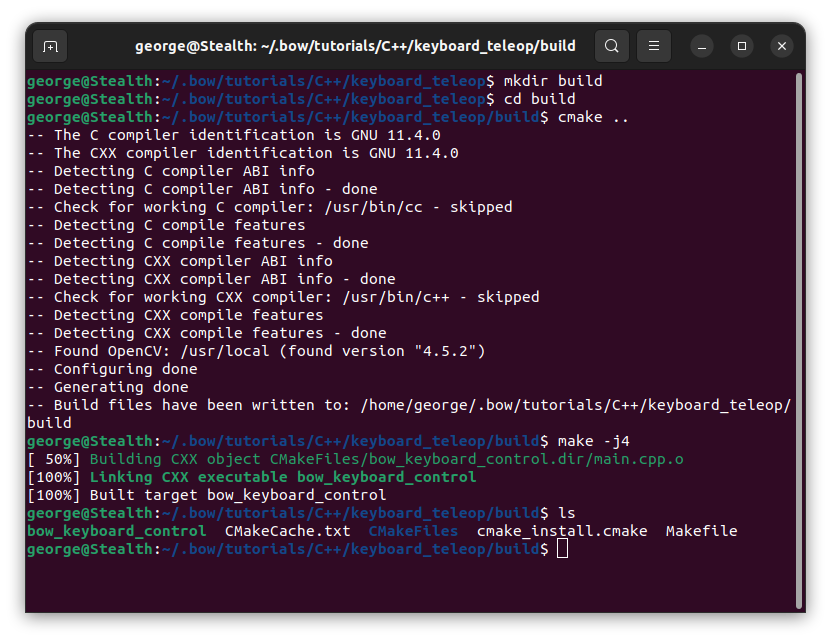 george@Stealth: ~/.bow/tutorials/C++/keyboard_teleop/build
george@Stealth:~/.bow/tutorials/C++/keyboard_teleop$ mkdir build
george@Stealth:~/.bow/tutorials/C++/keyboard_teleop$ cd build
george@Stealth:~/.bow/tutorials/C++/keyboard_teleop/build$ cmake ..
-- The C compiler identification is GNU 11.4.0
-- The CXX compiler identification is GNU 11.4.0
-- Detecting C compiler ABI info
-- Detecting C compiler ABI info - done
-- Check for working C compiler: /usr/bin/cc - skipped
-- Detecting C compile features
-- Detecting C compile features - done
-- Detecting CXX compiler ABI info
-- Detecting CXX compiler ABI info - done
-- Check for working CXX compiler: /usr/bin/c++ - skipped
-- Detecting CXX compile features
-- Detecting CXX compile features - done
-- Found OpenCV: /usr/local (found version "4.5.2")
-- Configuring done
-- Generating done
-- Build files have been written to: /home/george/.bow/tutorials/C++/keyboard_teleop/
build
george@Stealth:~/.bow/tutorials/C++/keyboard_teleop/build$ make -j4
[ 50%] Building CXX object CMakeFiles/bow_keyboard_control.dir/main.cpp.o
[100%] Linking CXX executable bow_keyboard_control
[100%] Built target bow_keyboard_control
george@Stealth:~/.bow/tutorials/C++/keyboard_teleop/build$ ls
bow_keyboard_control  CMakeCache.txt  CMakeFiles  cmake_install.cmake  Makefile
george@Stealth:~/.bow/tutorials/C++/keyboard_teleop/build$